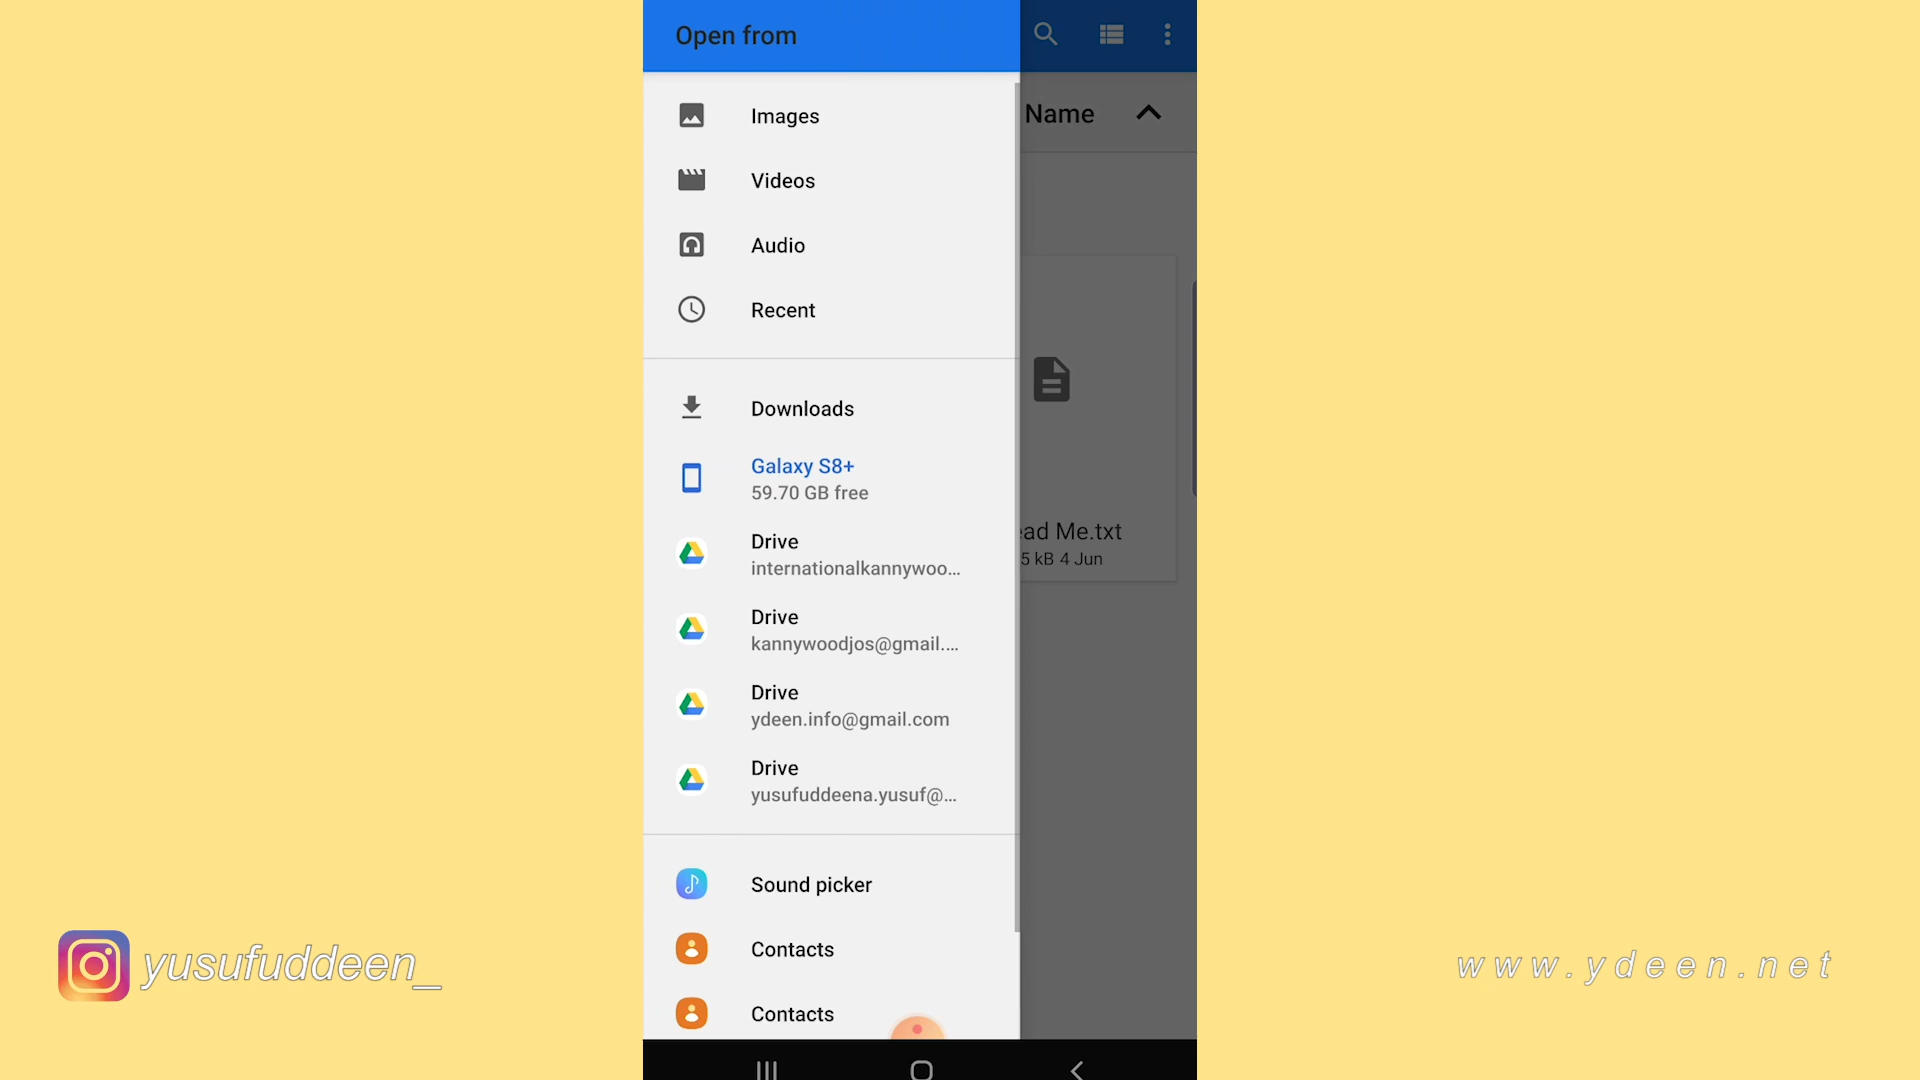 Open from
Images
Name
Videos
Audio
Recent
Downloads
Galaxy S8+
59.70 GB free
Drive
internationalkannywoo...
ead Me.txt
5 kB 4 Jun
Drive
kannywoodjos@gmail....
Drive
ydeen.info@gmail.com
Drive
yusufuddeena.yusuf@...
Sound picker
Contacts
Contacts
yusufuddeen_
www.ydeen.net